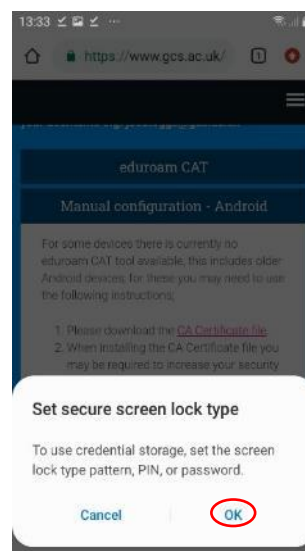 13:33
https://www.gcs.ac.uk/
1
eduroam CAT
Manual configuration - Android
For some devices there is currently no
eduroam CAT tool available, this includes older
Android devices, for these you may need to use
the following instructions;
1. Please download the CA Certificate file
2. When installing the CA Certificate file you
may be required to increase your security
Set secure screen lock type
To use credential storage, set the screen
lock type pattern, PIN, or password.
Cancel
OK